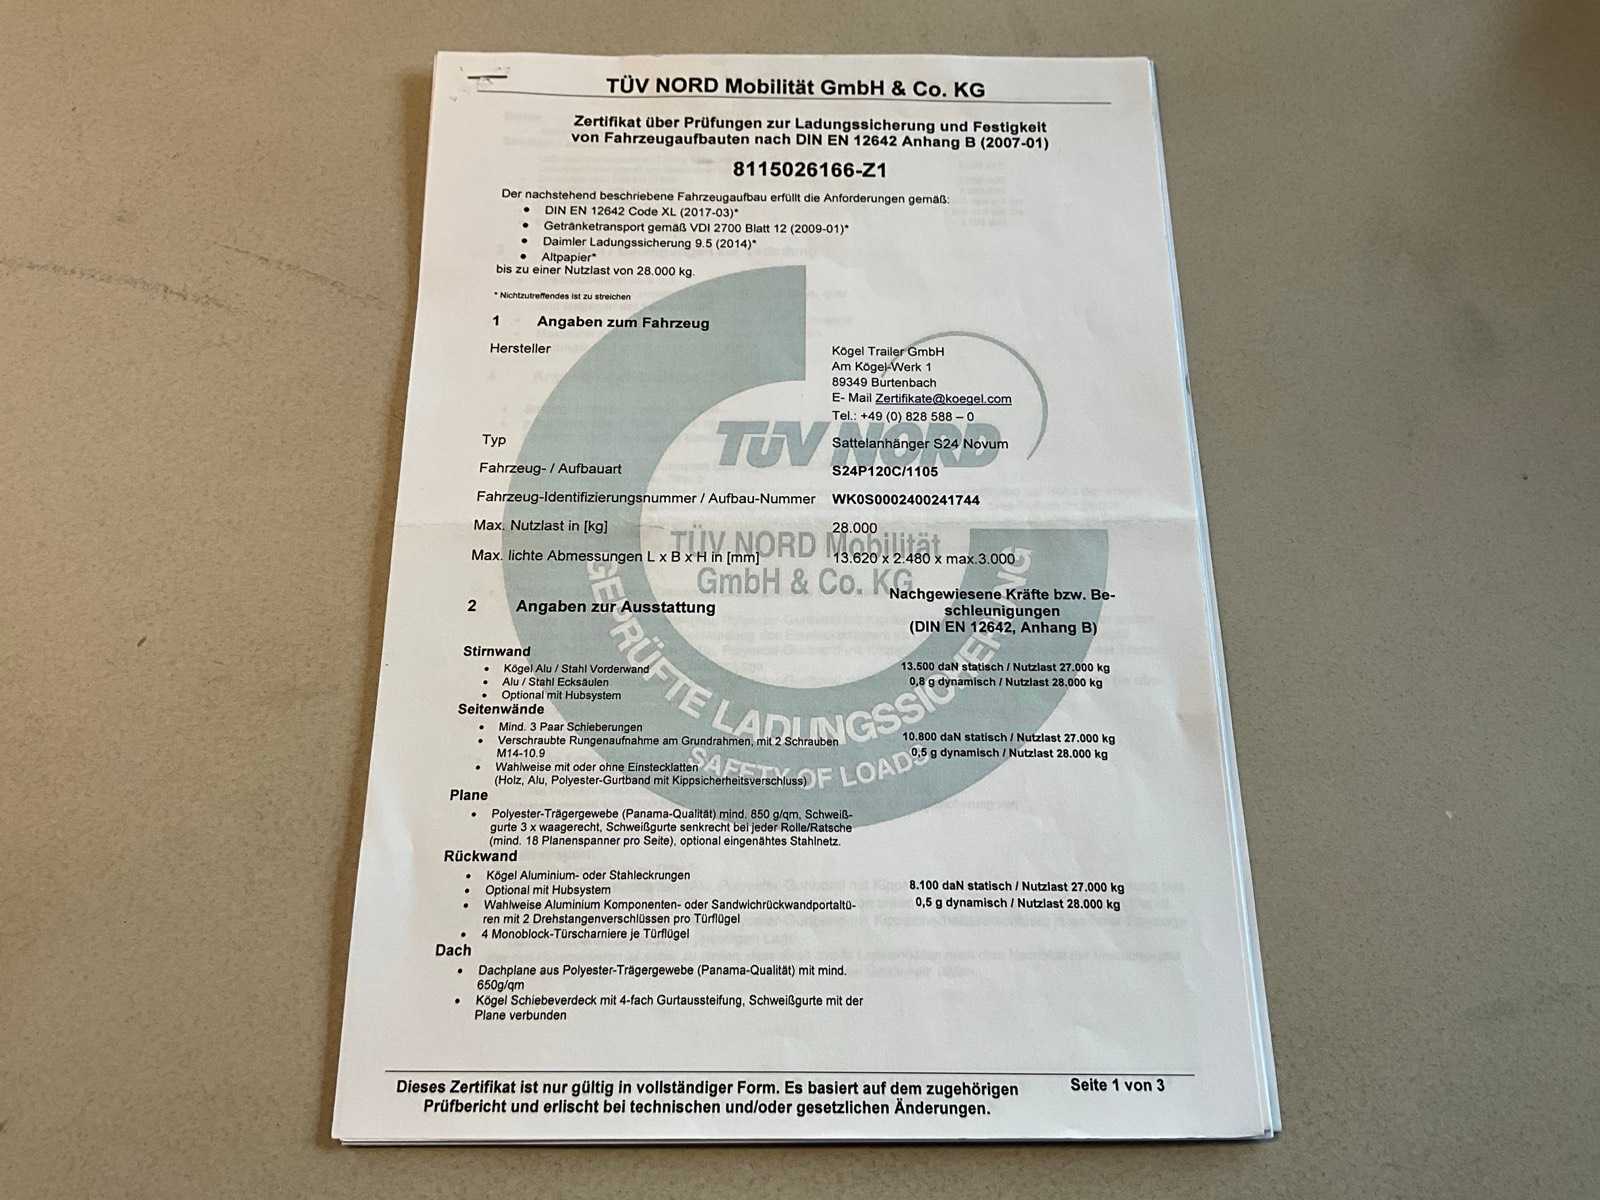 TÜV NORD Mobilität GmbH & Co. KG
Zertifikat über Prüfungen zur Ladungssicherung und Festigkeit
von Fahrzeugaufbauten nach DIN EN 12642 Anhang B (2007-01)
8115026166-Z1
Der nachstehend beschriebene Fahrzeugaufbau erfüllt die Anforderungen gemäß:
• DIN EN 12642 Code XL (2017-03)*
• Getränketransport gemäß VDI 2700 Blatt 12 (2009-01)*
• Daimler Ladungssicherung 9.5 (2014)*
• Altpapier*
bis zu einer Nutzlast von 28.000 kg.
* Nichtzutreffendes ist zu streichen
1 Angaben zum Fahrzeug
Hersteller
Kögel Trailer GmbH
Am Kögel-Werk 1
89349 Burtenbach
E- Mail Zertifikate@koegel.com
Tel.: +49 (0) 828 588 – 0
Typ Sattelanhänger S24 Novum
Fahrzeug- / Aufbauart S24P120C/1105
Fahrzeug-Identifizierungsnummer / Aufbau-Nummer WK0S0002400241744
Max. Nutzlast in [kg] 28.000
Max. lichte Abmessungen L x B x H in [mm] 13.620 x 2.480 x max.3.000
TÜV NORD
TÜV NORD Mobilität
GmbH & Co. KG
GEPRÜFTE LADUNGSSICHERUNG
SAFETY OF LOADS
2 Angaben zur Ausstattung
Nachgewiesene Kräfte bzw. Be-
schleunigungen
(DIN EN 12642, Anhang B)
Stirnwand
• Kögel Alu / Stahl Vorderwand 13.500 daN statisch / Nutzlast 27.000 kg
• Alu / Stahl Ecksäulen 0,8 g dynamisch / Nutzlast 28.000 kg
• Optional mit Hubsystem
Seitenwände
• Mind. 3 Paar Schieberungen
• Verschraubte Rungenaufnahme am Grundrahmen, mit 2 Schrauben 10.800 daN statisch / Nutzlast 27.000 kg
M14-10.9 0,5 g dynamisch / Nutzlast 28.000 kg
• Wahlweise mit oder ohne Einstecklatten
(Holz, Alu, Polyester-Gurtband mit Kippsicherheitsverschluss)
Plane
• Polyester-Trägergewebe (Panama-Qualität) mind. 850 g/qm, Schweiß-
gurte 3 x waagerecht, Schweißgurte senkrecht bei jeder Rolle/Ratsche
(mind. 18 Planenspanner pro Seite), optional eingenähtes Stahlnetz.
Rückwand
• Kögel Aluminium- oder Stahleckrungen
• Optional mit Hubsystem 8.100 daN statisch / Nutzlast 27.000 kg
• Wahlweise Aluminium Komponenten- oder Sandwichrückwandportaltü- 0,5 g dynamisch / Nutzlast 28.000 kg
ren mit 2 Drehstangenverschlüssen pro Türflügel
• 4 Monoblock-Türscharniere je Türflügel
Dach
• Dachplane aus Polyester-Trägergewebe (Panama-Qualität) mit mind.
650g/qm
• Kögel Schiebeverdeck mit 4-fach Gurtaussteifung, Schweißgurte mit der
Plane verbunden
Dieses Zertifikat ist nur gültig in vollständiger Form. Es basiert auf dem zugehörigen
Prüfbericht und erlischt bei technischen und/oder gesetzlichen Änderungen.
Seite 1 von 3